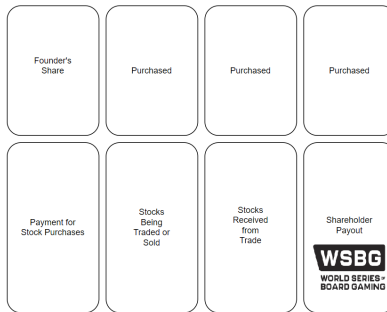 Founder's
Share
Purchased
Purchased
Purchased
Payment for
Stock Purchases
Stocks
Being
Traded or
Sold
Stocks
Received
from
Trade
Shareholder
Payout
WSBG
WORLD SERIES OF
BOARD GAMING